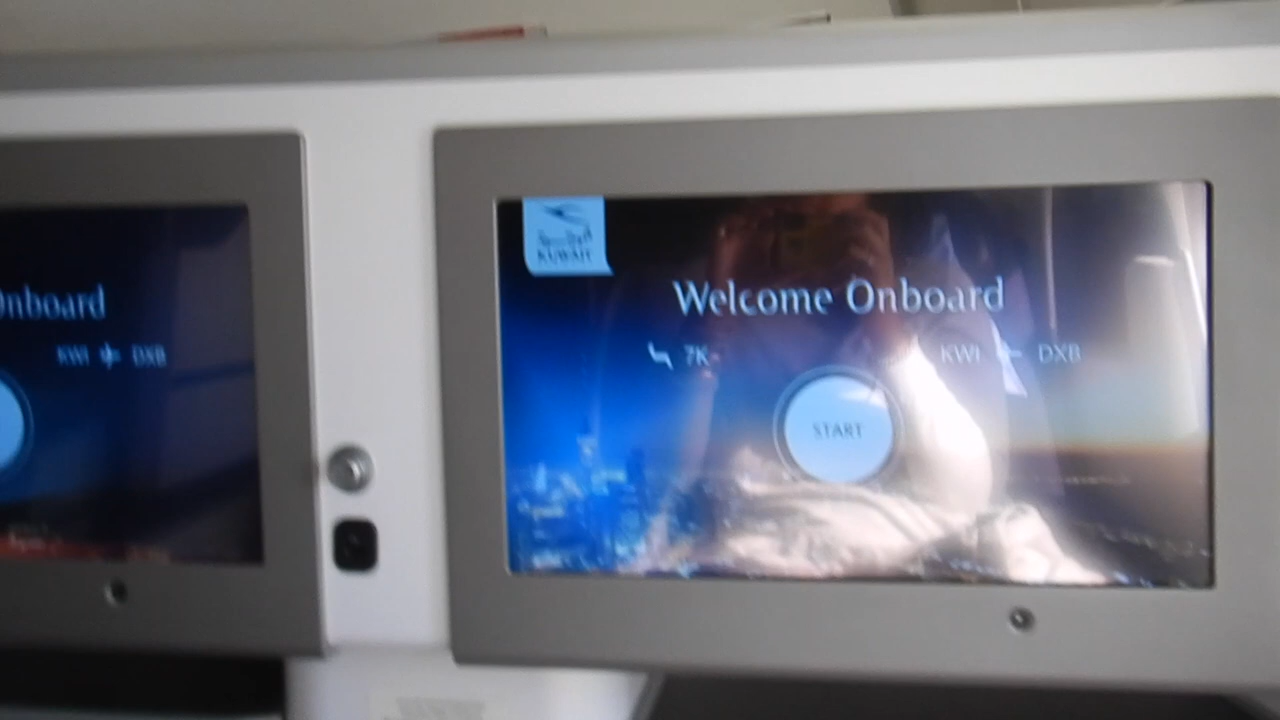 Onboard
KWI DXB
KUWAIT
Welcome Onboard
7K KWI DXB
START